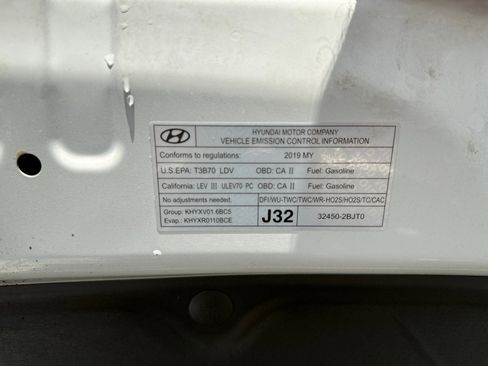 HYUNDAI MOTOR COMPANY
VEHICLE EMISSION CONTROL INFORMATION
Conforms to regulations: 2019 MY
U.S.EPA: T3B70 LDV OBD: CA II Fuel: Gasoline
California: LEV III ULEV70 PC OBD: CA II Fuel: Gasoline
No adjustments needed. DFI/WU-TWC/TWC/WR-HO2S/HO2S/TC/CAC
Group: KHYXV01.6BC5
Evap.: KHYXR0110BCE
J32
32450-2BJT0